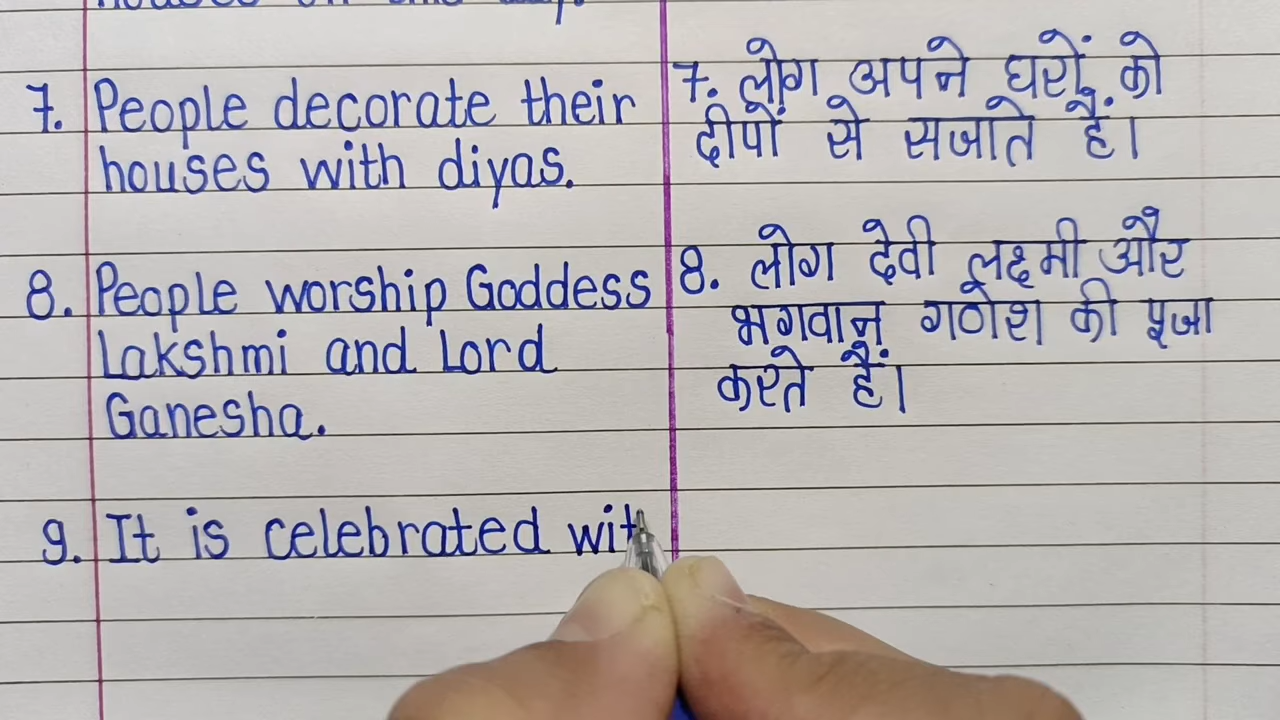 7. People decorate their
houses with diyas.
8. People worship Goddess
Lakshmi and Lord
Ganesha.
9. It is celebrated wit
7. लोग अपने घरों को
दीपों से सजाते हैं।
8. लोग देवी लक्ष्मी और
भगवान गणेश की पूजा
करते हैं।